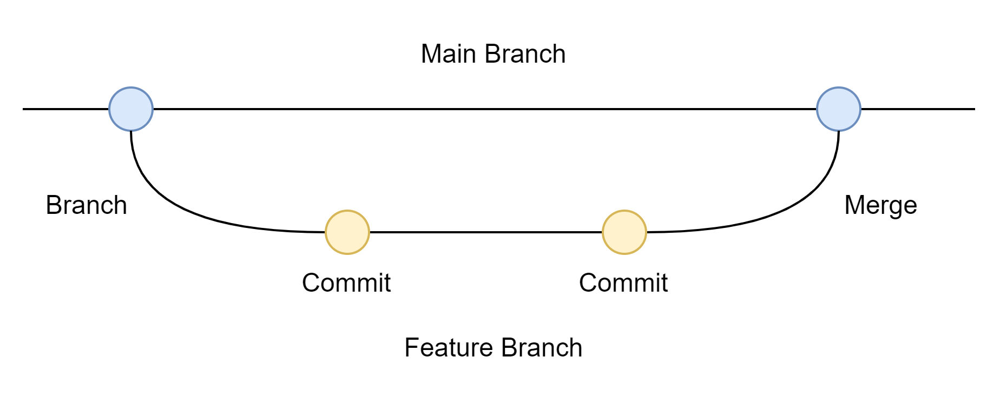 Main Branch
Branch
Merge
Commit
Commit
Feature Branch